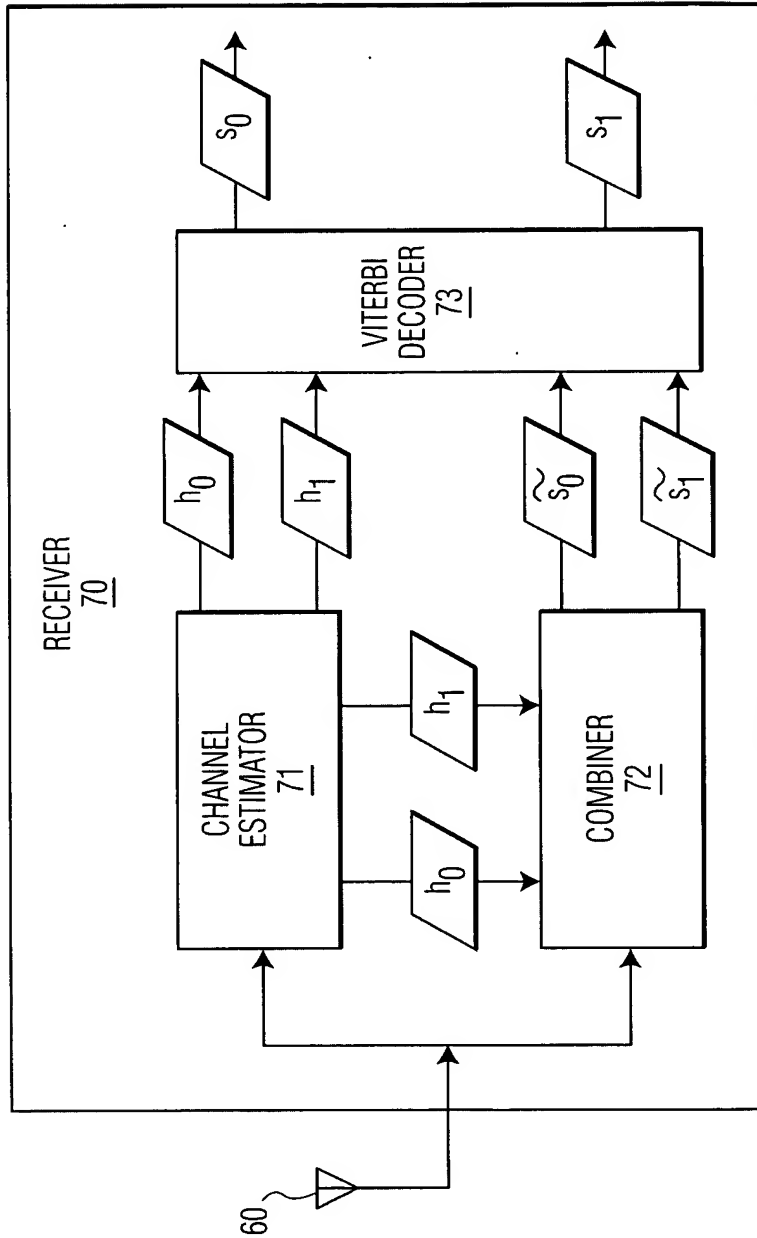 RECEIVER
70
60
CHANNEL
ESTIMATOR
71
h₀
h₁
h₀
h₁
COMBINER
72
s̃₀
s̃₁
VITERBI
DECODER
73
s₀
s₁